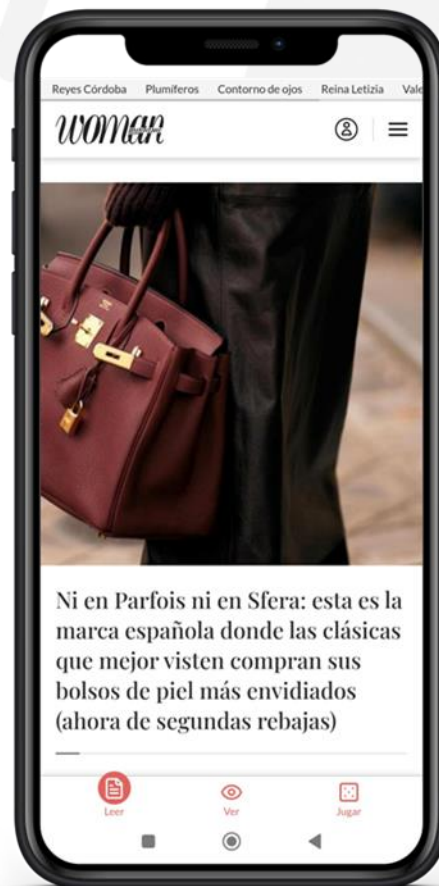 Reyes Córdoba Plumíferos Contorno de ojos Reina Letizia Vale
WOMAN
Ni en Parfois ni en Sfera: esta es la
marca española donde las clásicas
que mejor visten compran sus
bolsos de piel más envidiados
(ahora de segundas rebajas)
Leer Ver Jugar